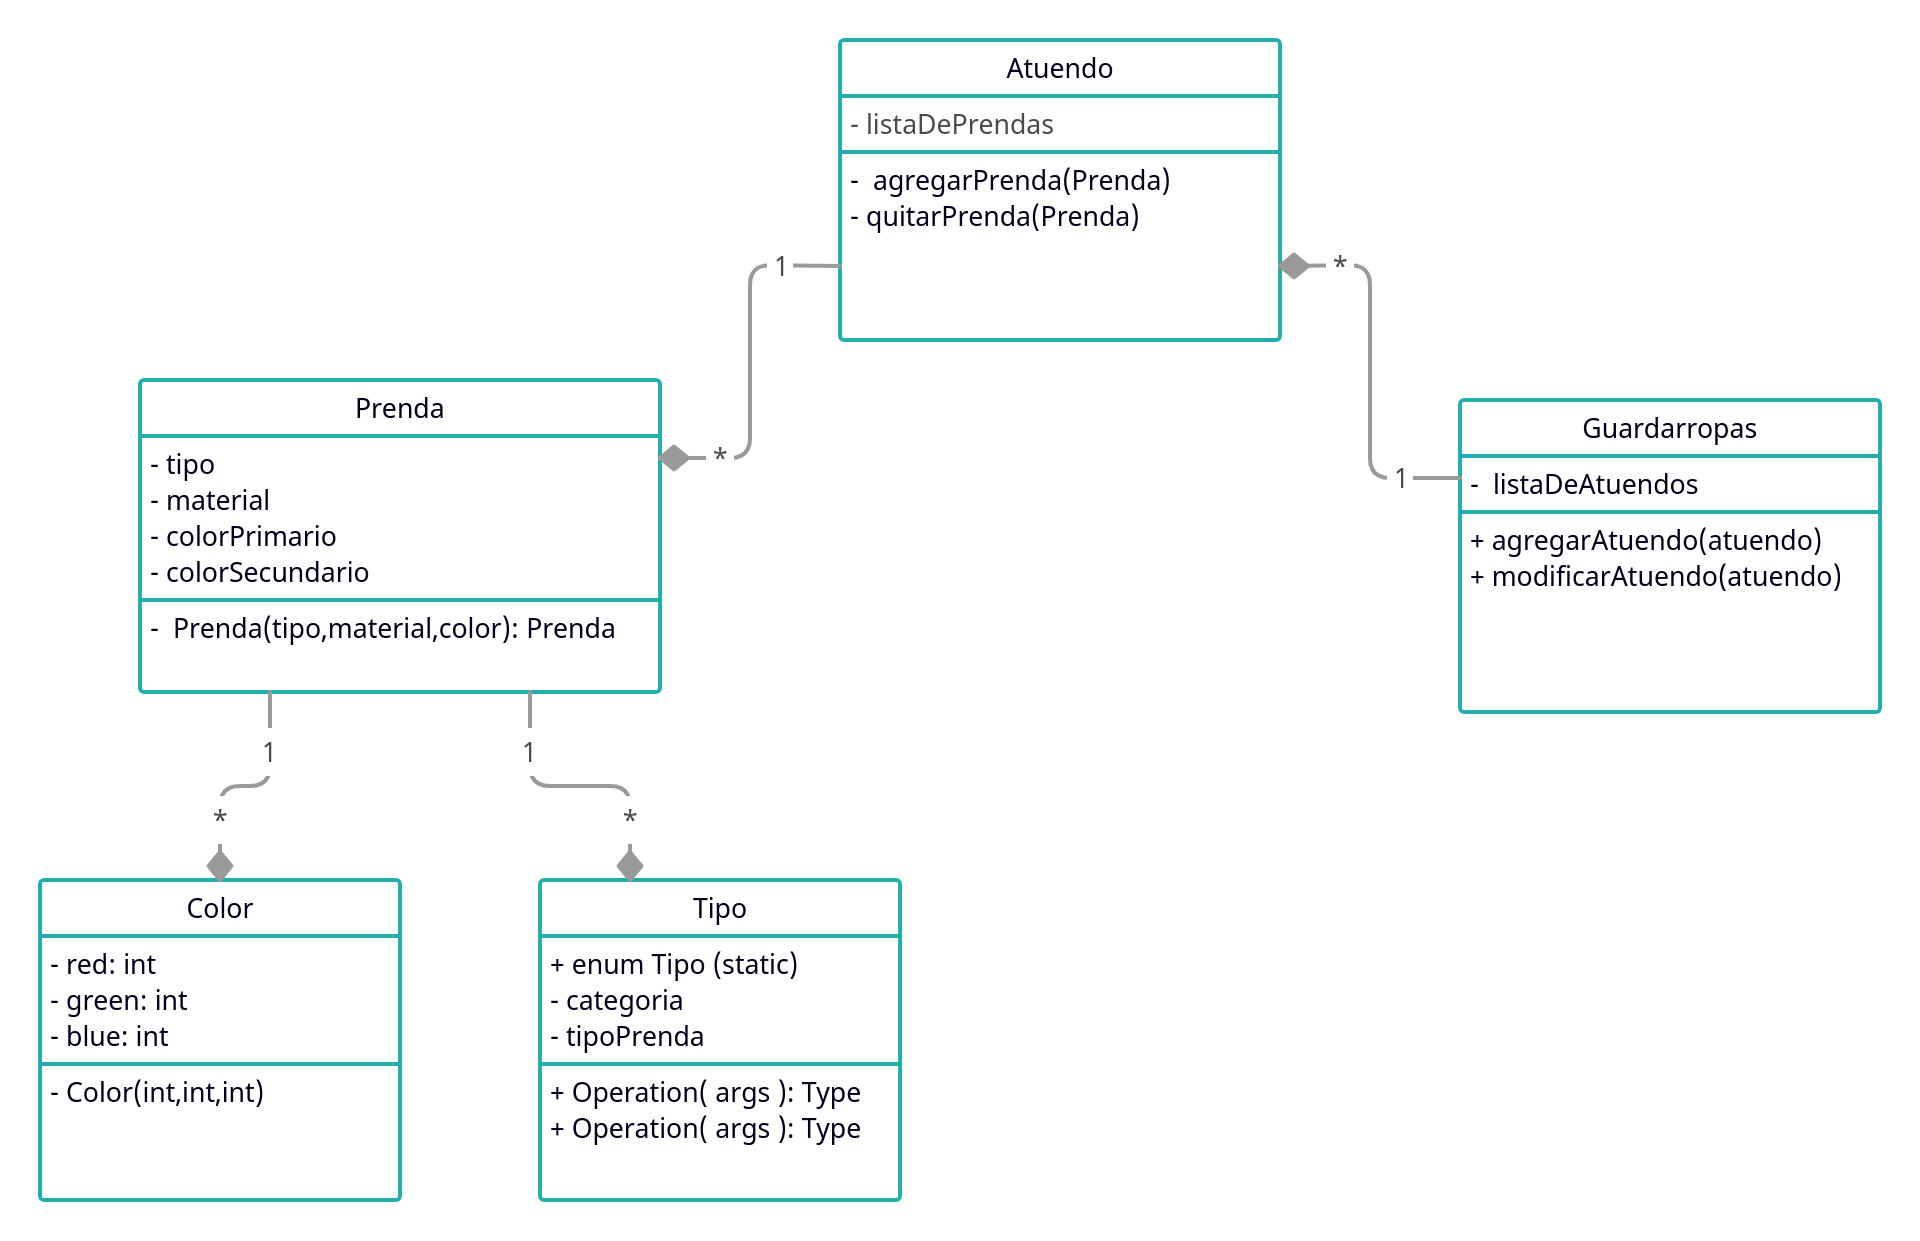 Atuendo
- listaDePrendas
-  agregarPrenda(Prenda)
- quitarPrenda(Prenda)
1
*
Prenda
- tipo
- material
- colorPrimario
- colorSecundario
-  Prenda(tipo,material,color): Prenda
*
Guardarropas
-  listaDeAtuendos
+ agregarAtuendo(atuendo)
+ modificarAtuendo(atuendo)
1
1
1
*
*
Color
- red: int
- green: int
- blue: int
- Color(int,int,int)
Tipo
+ enum Tipo (static)
- categoria
- tipoPrenda
+ Operation( args ): Type
+ Operation( args ): Type